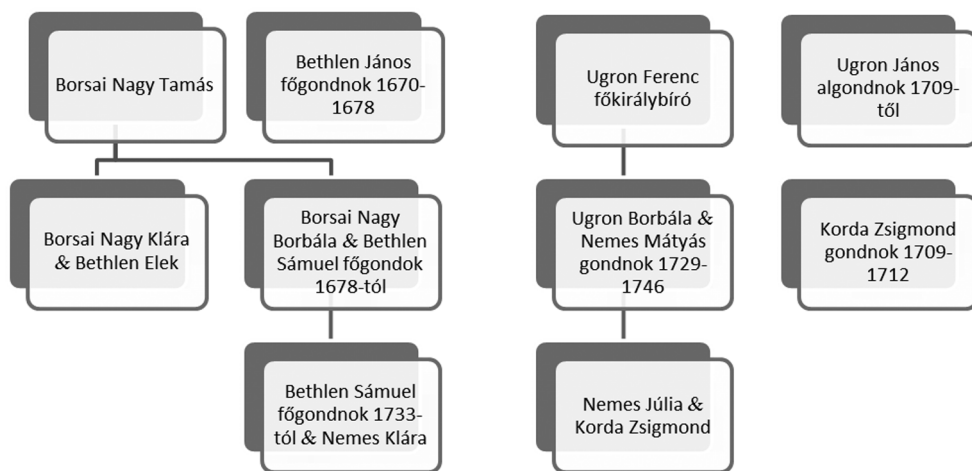 Borsai Nagy Tamás
Bethlen János
főgondnok 1670-
1678
Ugron Ferenc
főkirálybíró
Ugron János
algondnok 1709-
től
Borsai Nagy Klára
& Bethlen Elek
Borsai Nagy
Borbála & Bethlen
Sámuel főgondok
1678-tól
Ugron Borbála &
Nemes Mátyás
gondnok 1729-
1746
Korda Zsigmond
gondnok 1709-
1712
Bethlen Sámuel
főgondnok 1733-
tól & Nemes Klára
Nemes Júlia &
Korda Zsigmond